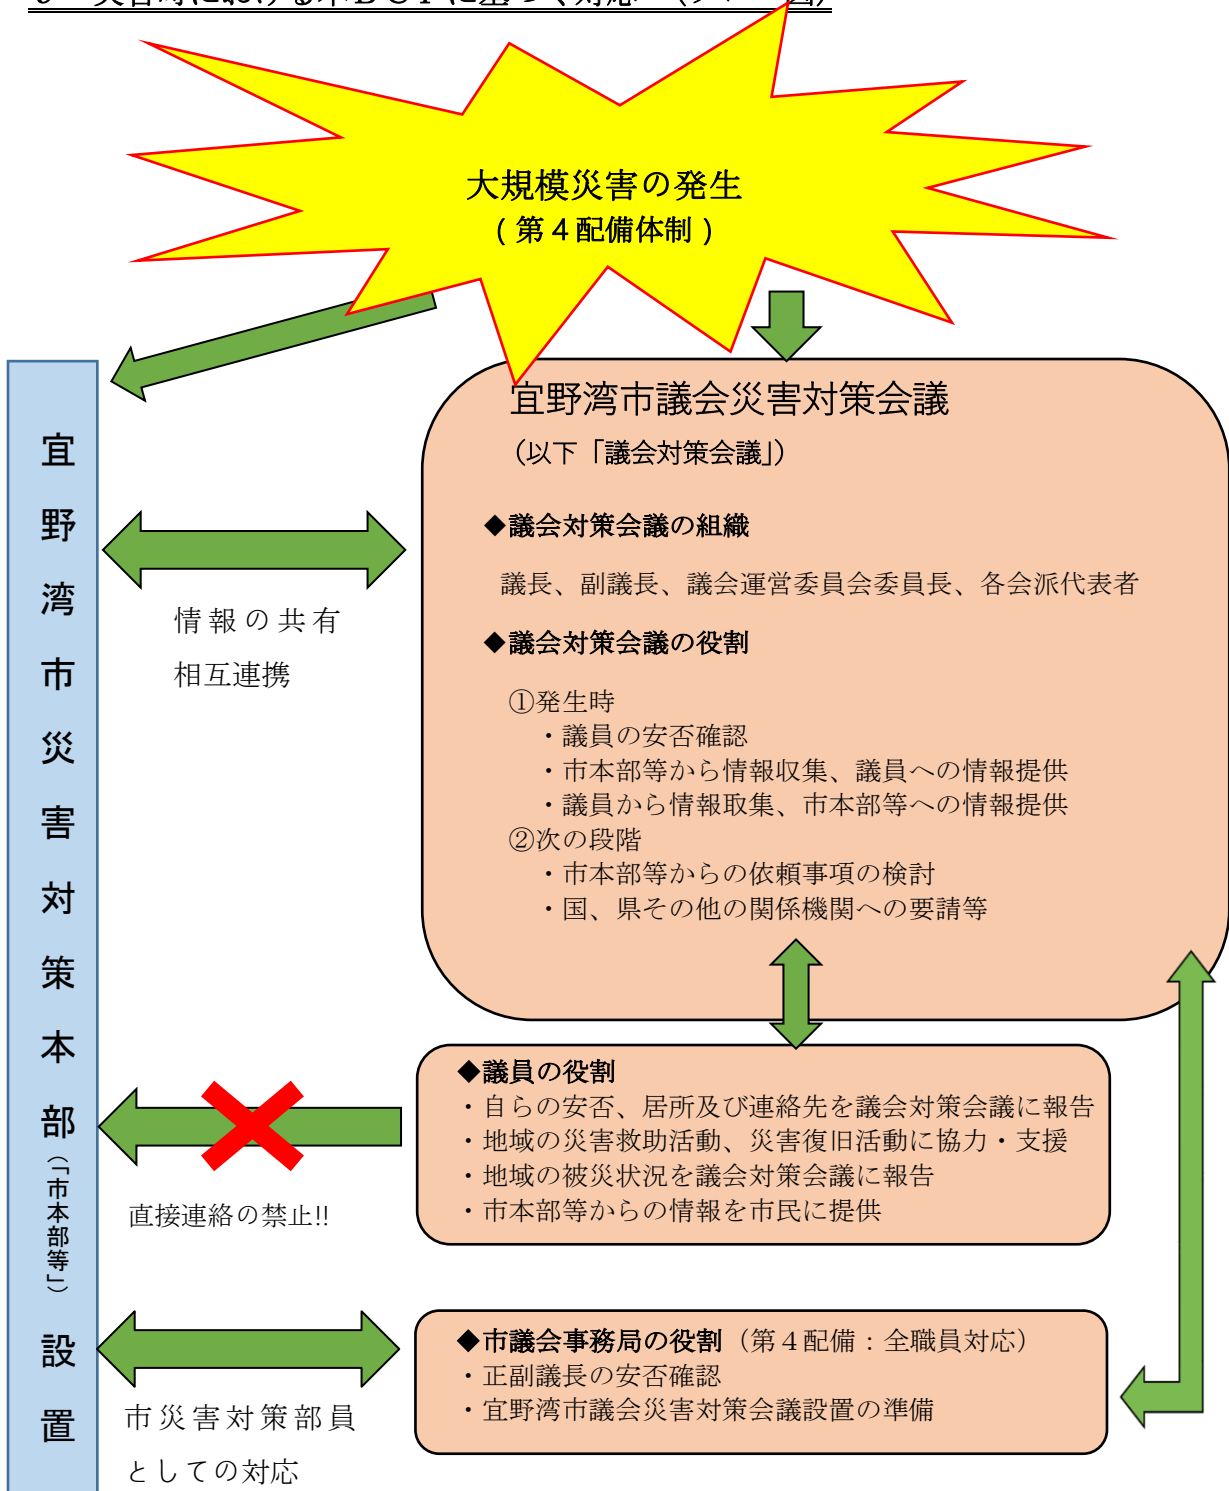 大規模災害の発生
(第４配備体制)
宜野湾市議会災害対策会議
（以下「議会対策会議」）
◆議会対策会議の組織
議長、副議長、議会運営委員会委員長、各会派代表者
◆議会対策会議の役割
①発生時
・議員の安否確認
・市本部等から情報収集、議員への情報提供
・議員から情報取集、市本部等への情報提供
②次の段階
・市本部等からの依頼事項の検討
・国、県その他の関係機関への要請等
宜野湾市災害対策本部（「市本部等」）設置
情報の共有
相互連携
◆議員の役割
・自らの安否、居所及び連絡先を議会対策会議に報告
・地域の災害救助活動、災害復旧活動に協力・支援
・地域の被災状況を議会対策会議に報告
・市本部等からの情報を市民に提供
直接連絡の禁止!!
◆市議会事務局の役割（第４配備：全職員対応）
・正副議長の安否確認
・宜野湾市議会災害対策会議設置の準備
市災害対策部員
としての対応